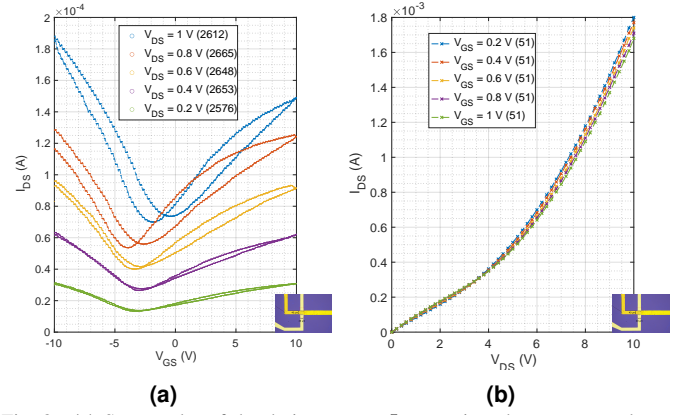 2 ×10⁻⁴
1.8
1.6
1.4
1.2
1
0.8
0.6
0.4
0.2
0
I_DS (A)
V_DS = 1 V (2612)
V_DS = 0.8 V (2665)
V_DS = 0.6 V (2648)
V_DS = 0.4 V (2653)
V_DS = 0.2 V (2576)
-10 -5 0 5 10
V_GS (V)
(a)
1.8 ×10⁻³
1.6
1.4
1.2
1
0.8
0.6
0.4
0.2
0
I_DS (A)
V_GS = 0.2 V (51)
V_GS = 0.4 V (51)
V_GS = 0.6 V (51)
V_GS = 0.8 V (51)
V_GS = 1 V (51)
0 2 4 6 8 10
V_DS (V)
(b)